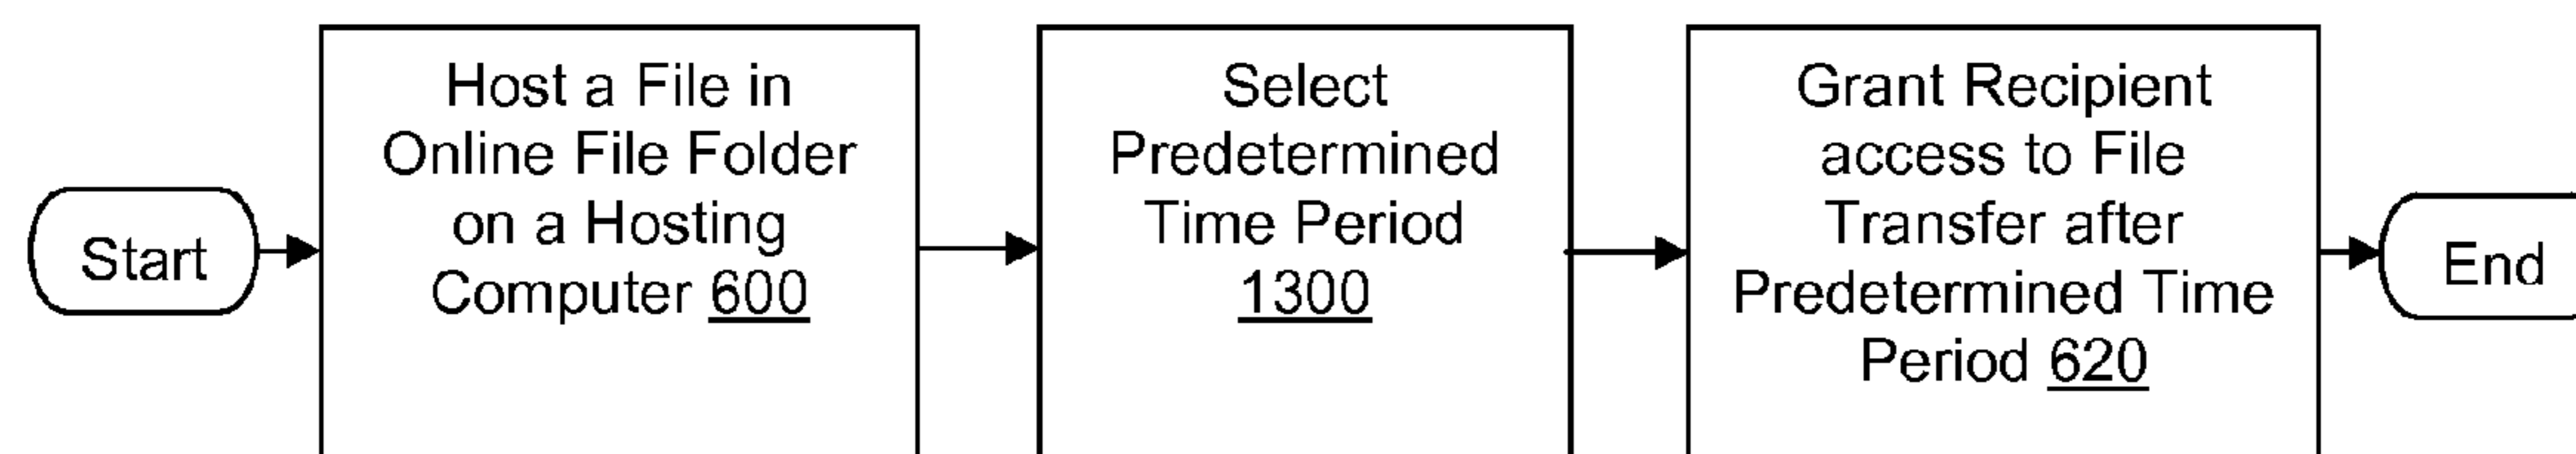 Start
Host a File in
Online File Folder
on a Hosting
Computer 600
Select
Predetermined
Time Period
1300
Grant Recipient
access to File
Transfer after
Predetermined Time
Period 620
End